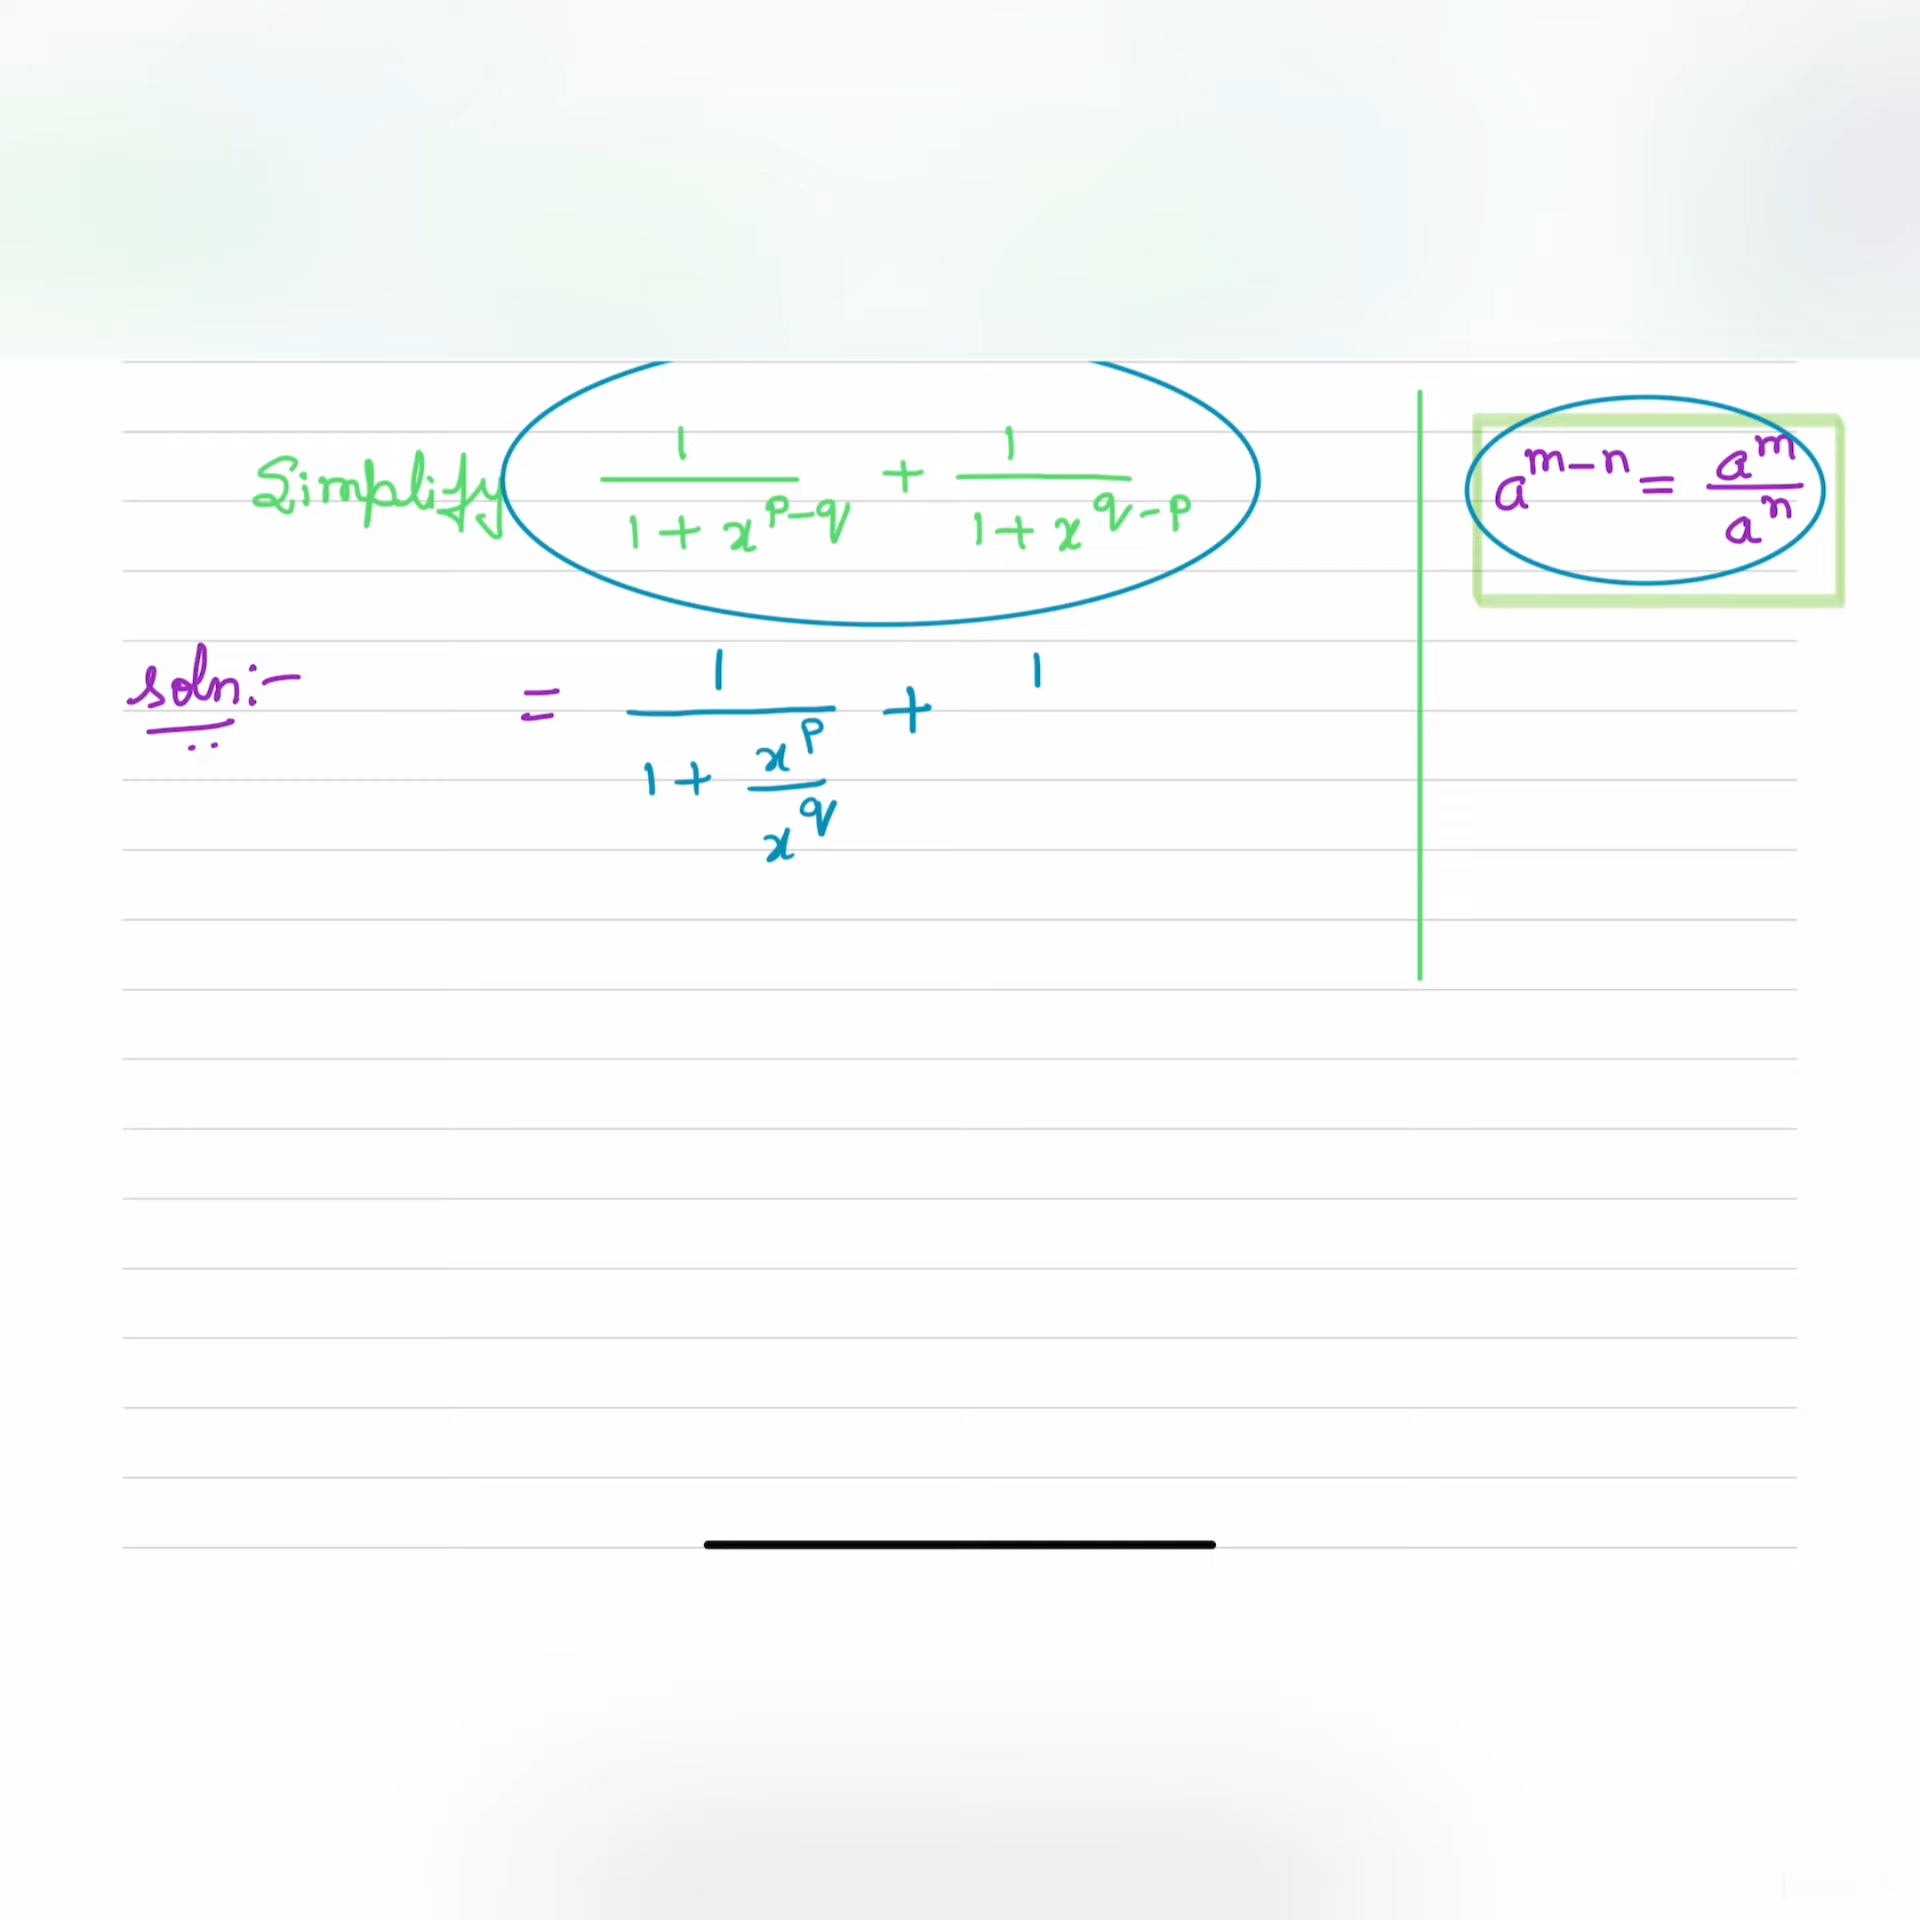 Simplify 1/(1 + x^(p-q)) + 1/(1 + x^(q-p))
a^(m-n) = a^m/a^n
soln:- = 1/(1 + x^p/x^q) + 1